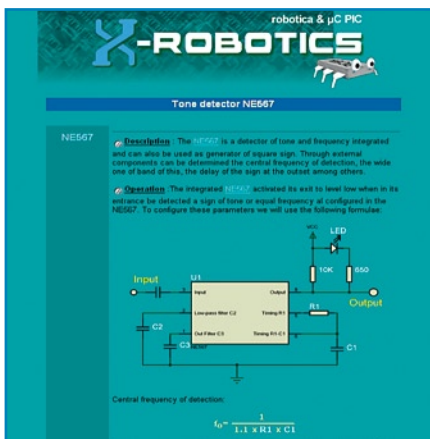 robotica & µC PIC
X-ROBOTICS
Tone detector NE567
NE567
Description : The NE567 is a detector of tone and frequency integrated
and can also be used as generator of square sign. Through external
components can be determined the central frequency of detection, the wide
one of band of this, the delay of the sign at the outset among others.
Operation :The integrated NE567 activated its exit to level low when in its
entrance be detected a sign of tone or equal frequency al configured in the
NE567. To configure these parameters we will use the following formulae:
VCC
LED
10K
650
Input
U1
Input
Output
Output
R1
Low-pass filter C2
Timing R1
C2
Out Filter C3
Timing R1-C1
C3
NE567
C1
Central frequency of detection:
f₀= 1
1.1 x R1 x C1